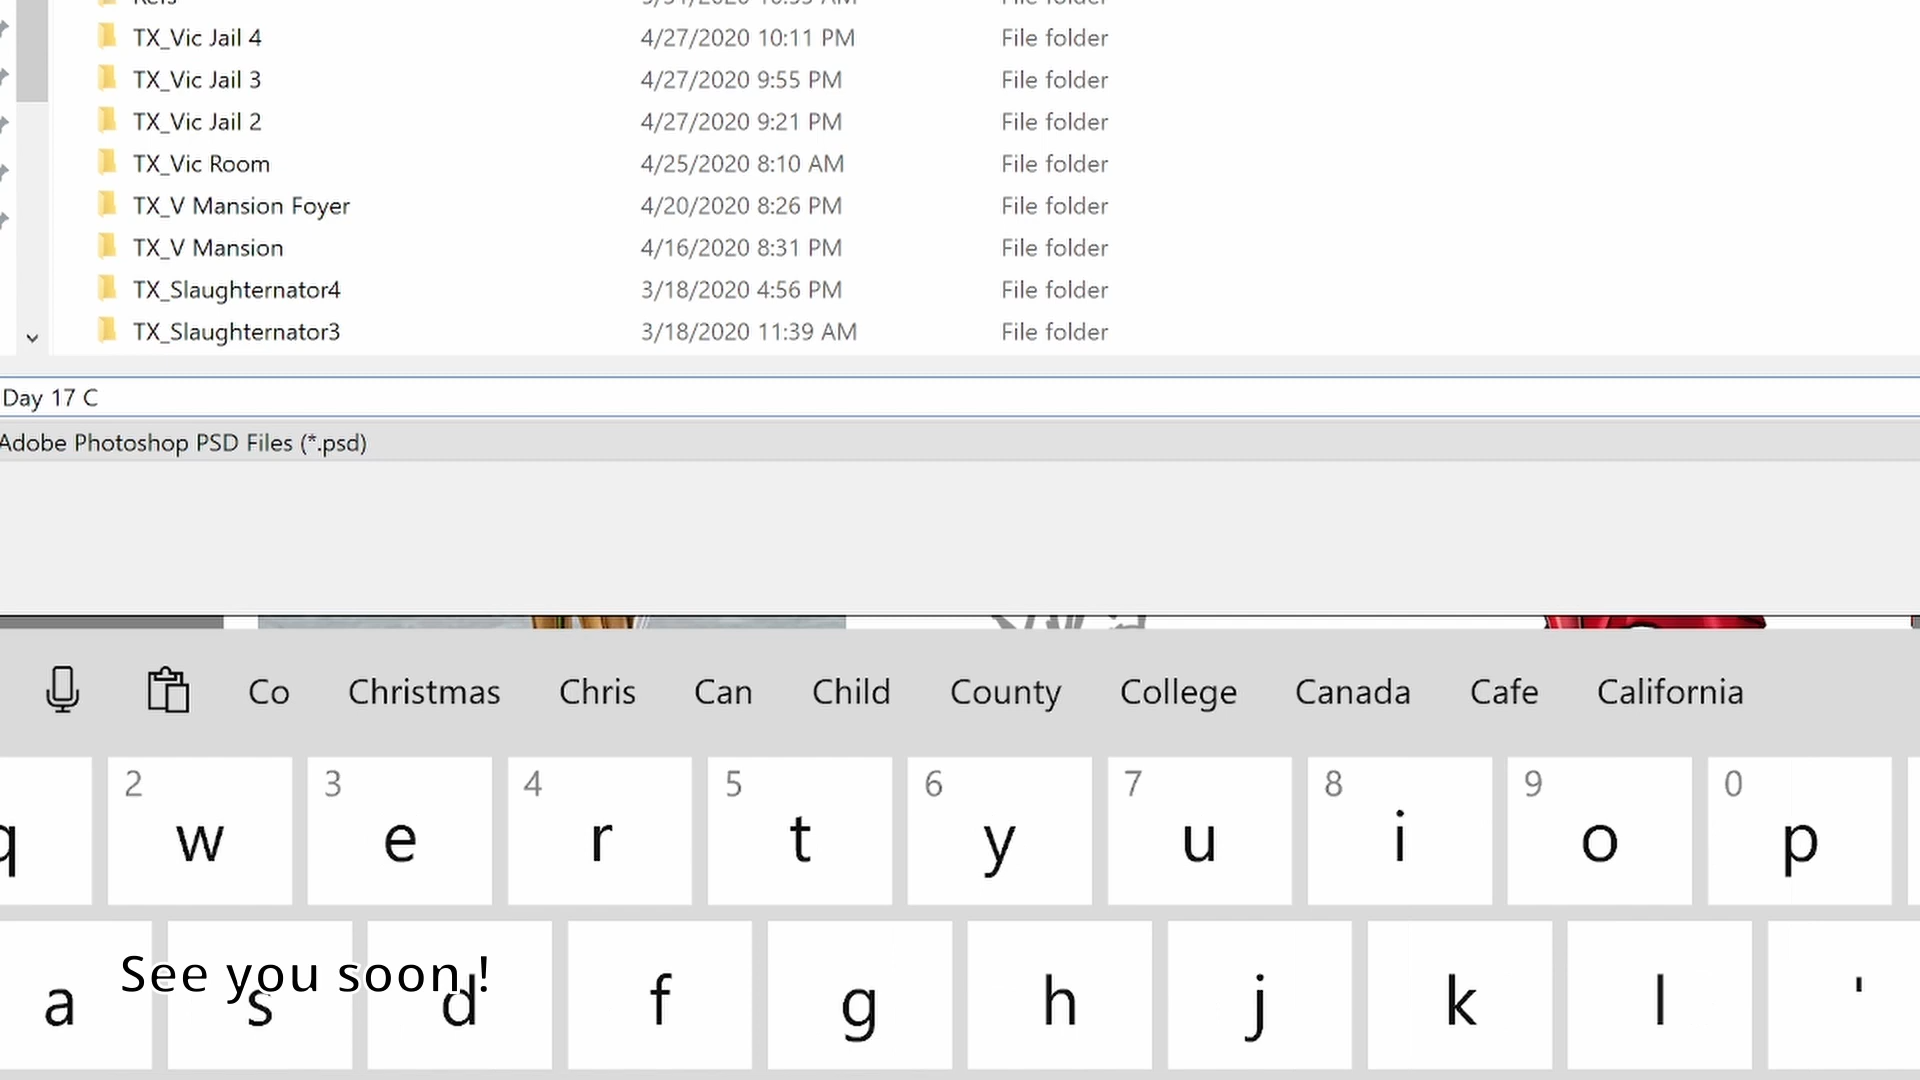 TX_Vic Jail 4 4/27/2020 10:11 PM File folder
TX_Vic Jail 3 4/27/2020 9:55 PM File folder
TX_Vic Jail 2 4/27/2020 9:21 PM File folder
TX_Vic Room 4/25/2020 8:10 AM File folder
TX_V Mansion Foyer 4/20/2020 8:26 PM File folder
TX_V Mansion 4/16/2020 8:31 PM File folder
TX_Slaughternator4 3/18/2020 4:56 PM File folder
TX_Slaughternator3 3/18/2020 11:39 AM File folder
Day 17 C
Adobe Photoshop PSD Files (*.psd)
Co Christmas Chris Can Child County College Canada Cafe California
2 3 4 5 6 7 8 9 0
q w e r t y u i o p
See you soon !
a s d f g h j k l '